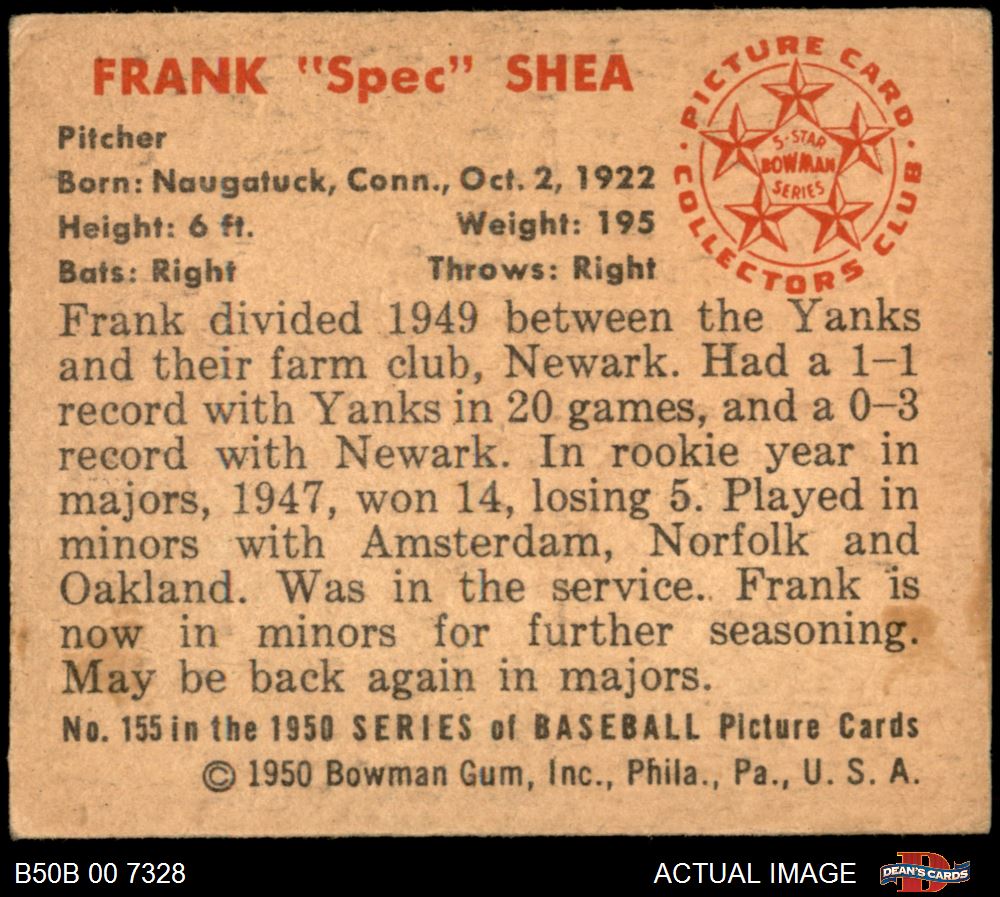 FRANK "Spec" SHEA
PICTURE CARD
COLLECTORS CLUB
5-STAR
BOWMAN
SERIES
Pitcher
Born: Naugatuck, Conn., Oct. 2, 1922
Height: 6 ft. Weight: 195
Bats: Right Throws: Right
Frank divided 1949 between the Yanks
and their farm club, Newark. Had a 1–1
record with Yanks in 20 games, and a 0–3
record with Newark. In rookie year in
majors, 1947, won 14, losing 5. Played in
minors with Amsterdam, Norfolk and
Oakland. Was in the service. Frank is
now in minors for further seasoning.
May be back again in majors.
No. 155 in the 1950 SERIES of BASEBALL Picture Cards
© 1950 Bowman Gum, Inc., Phila., Pa., U. S. A.
B50B 00 7328
ACTUAL IMAGE
D
DEAN'S CARDS